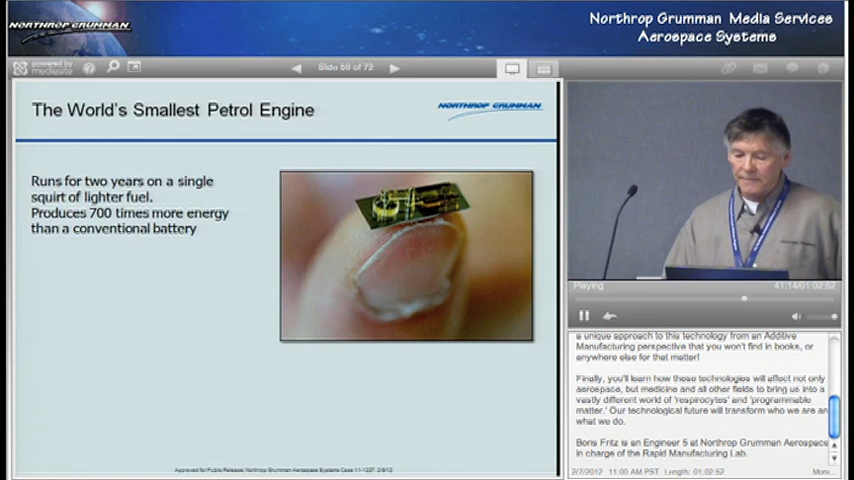 NORTHROP GRUMMAN
Northrop Grumman Media Services
Aerospace Systems
powered by
mediasite
Slide 59 of 72
The World's Smallest Petrol Engine
NORTHROP GRUMMAN
Runs for two years on a single
squirt of lighter fuel.
Produces 700 times more energy
than a conventional battery
Playing
41:14/01:02:52
a unique approach to this technology from an Additive
Manufacturing perspective that you won't find in books, or
anywhere else for that matter!
Finally, you'll learn how these technologies will affect not only
aerospace, but medicine and all other fields to bring us into a
vastly different world of 'respirocytes' and 'programmable
matter.' Our technological future will transform who we are an
what we do.
Boris Fritz is an Engineer 5 at Northrop Grumman Aerospace
in charge of the Rapid Manufacturing Lab.
2/7/2012 11:00 AM PST Length: 01:02:52
More...
Approved for Public Release; Northrop Grumman Aerospace Systems Case 11-1227, 2/8/12